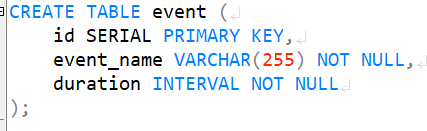 CREATE TABLE event (
    id SERIAL PRIMARY KEY,
    event_name VARCHAR(255) NOT NULL,
    duration INTERVAL NOT NULL
);